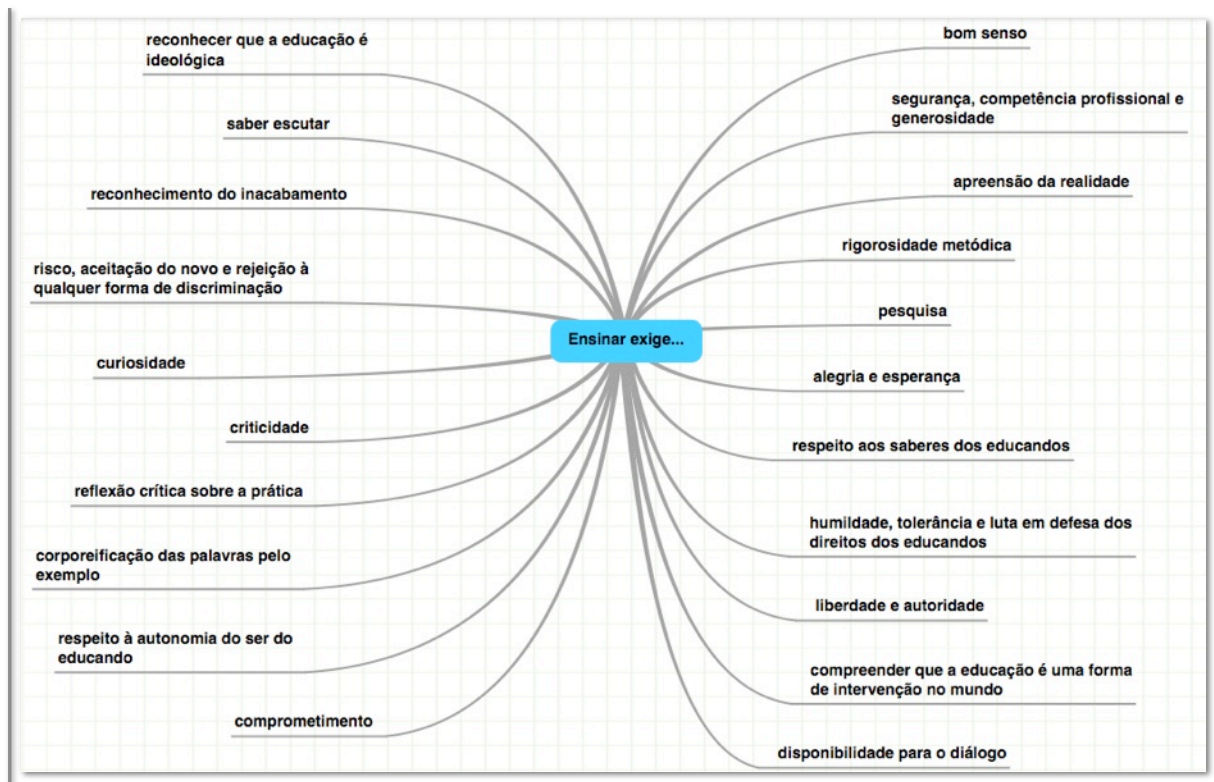 reconhecer que a educação é
ideológica
saber escutar
reconhecimento do inacabamento
risco, aceitação do novo e rejeição à
qualquer forma de discriminação
curiosidade
criticidade
reflexão crítica sobre a prática
corporeificação das palavras pelo
exemplo
respeito à autonomia do ser do
educando
comprometimento
Ensinar exige...
bom senso
segurança, competência profissional e
generosidade
apreensão da realidade
rigorosidade metódica
pesquisa
alegria e esperança
respeito aos saberes dos educandos
humildade, tolerância e luta em defesa dos
direitos dos educandos
liberdade e autoridade
compreender que a educação é uma forma
de intervenção no mundo
disponibilidade para o diálogo